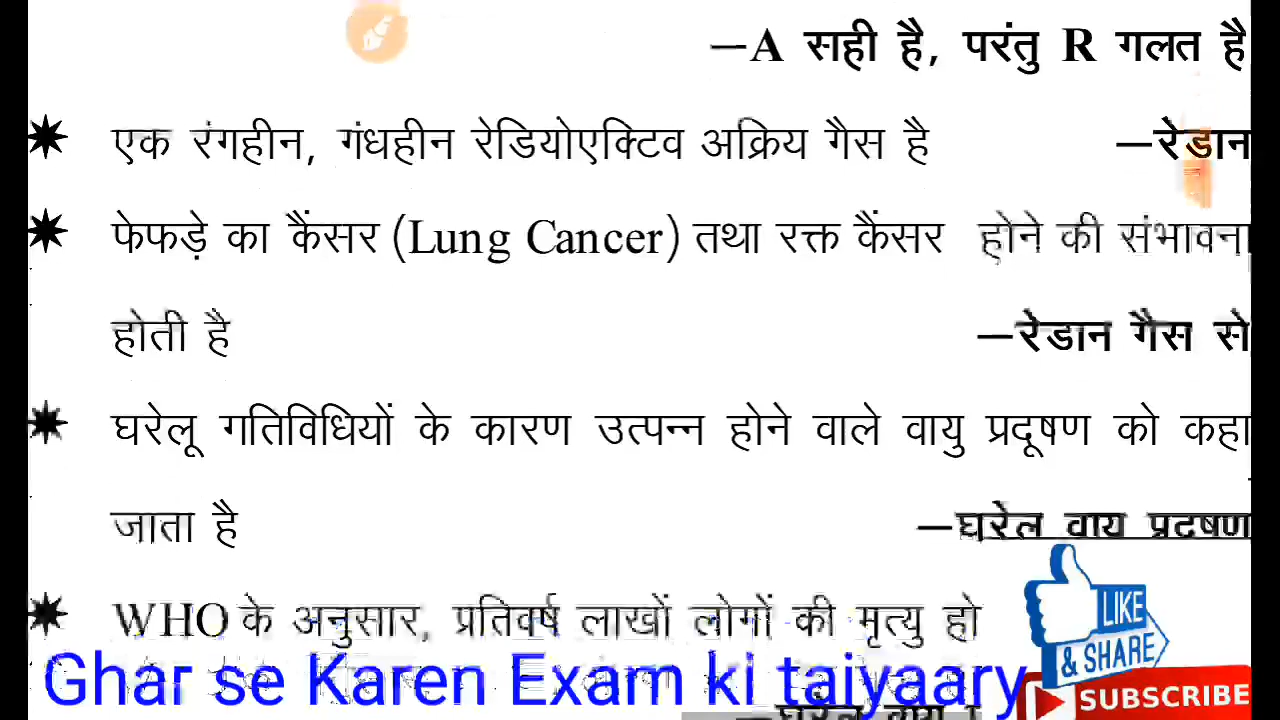 —A सही है, परंतु R गलत है
एक रंगहीन, गंधहीन रेडियोएक्टिव अक्रिय गैस है —रेडान
फेफड़े का कैंसर (Lung Cancer) तथा रक्त कैंसर होने की संभावना
होती है —रेडान गैस से
घरेलू गतिविधियों के कारण उत्पन्न होने वाले वायु प्रदूषण को कहा
जाता है —घरेलू वायु प्रदूषण
WHO के अनुसार, प्रतिवर्ष लाखों लोगों की मृत्यु हो
LIKE
& SHARE
Ghar se Karen Exam ki taiyaary
SUBSCRIBE